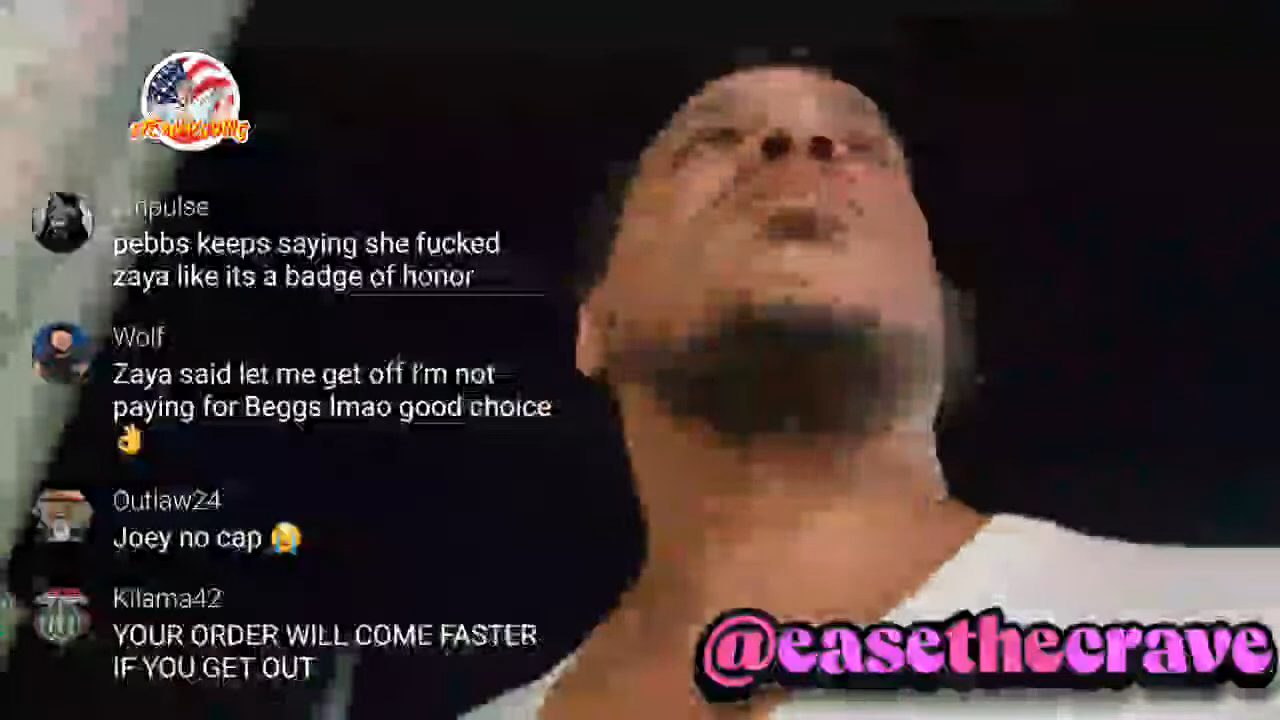 pebbs keeps saying she fucked
zaya like its a badge of honor
Wolf
Zaya said let me get off I'm not
paying for Beggs lmao good choice
👌
Outlaw24
Joey no cap 😭
Kilama42
YOUR ORDER WILL COME FASTER
IF YOU GET OUT
@easethecrave